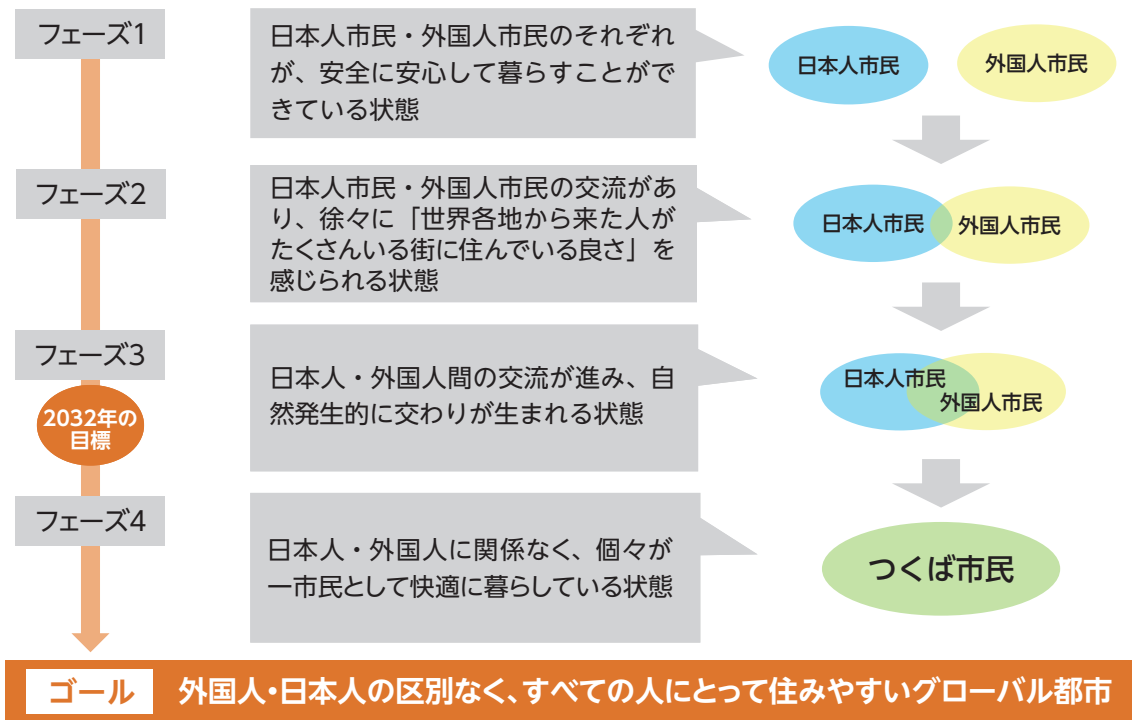 フェーズ1
日本人市民・外国人市民のそれぞれ
が、安全に安心して暮らすことがで
きている状態
日本人市民
外国人市民
フェーズ2
日本人市民・外国人市民の交流があ
り、徐々に「世界各地から来た人が
たくさんいる街に住んでいる良さ」を
感じられる状態
日本人市民
外国人市民
フェーズ3
2032年の
目標
日本人・外国人間の交流が進み、自
然発生的に交わりが生まれる状態
日本人市民
外国人市民
フェーズ4
日本人・外国人に関係なく、個々が
一市民として快適に暮らしている状態
つくば市民
ゴール 外国人・日本人の区別なく、すべての人にとって住みやすいグローバル都市